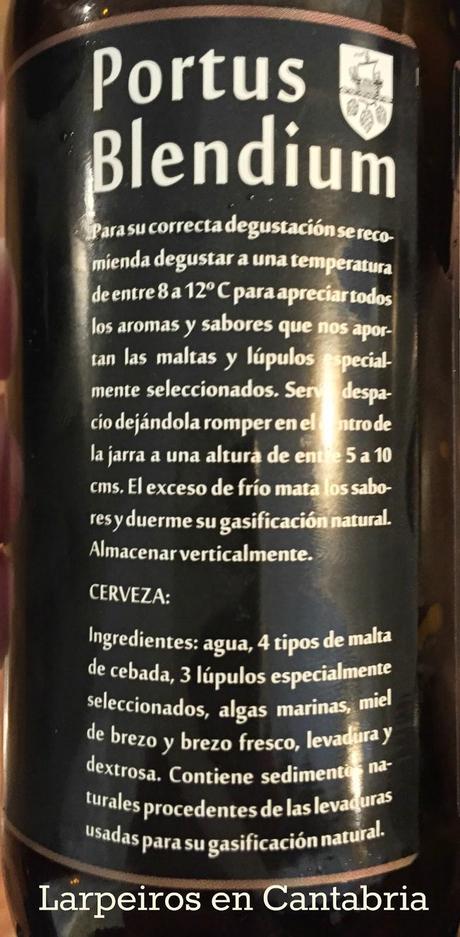 Portus
Blendium
Para su correcta degustación se reco-
mienda degustar a una temperatura
de entre 8 a 12º C para apreciar todos
los aromas y sabores que nos apor-
tan las maltas y lúpulos especial-
mente seleccionados. despa-
cio dejándola romper en el centro de
la jarra a una altura de entre 5 a 10
cms. El exceso de frío mata los sabo-
res y duerme su gasificación natural.
Almacenar verticalmente.
CERVEZA:
Ingredientes: agua, 4 tipos de malta
de cebada, 3 lúpulos especialmente
seleccionados, algas marinas, miel
de brezo y brezo fresco, levadura y
dextrosa. Contiene sedimentos na-
turales procedentes de las levaduras
usadas para su gasificación natural.
Larpeiros en Cantabria